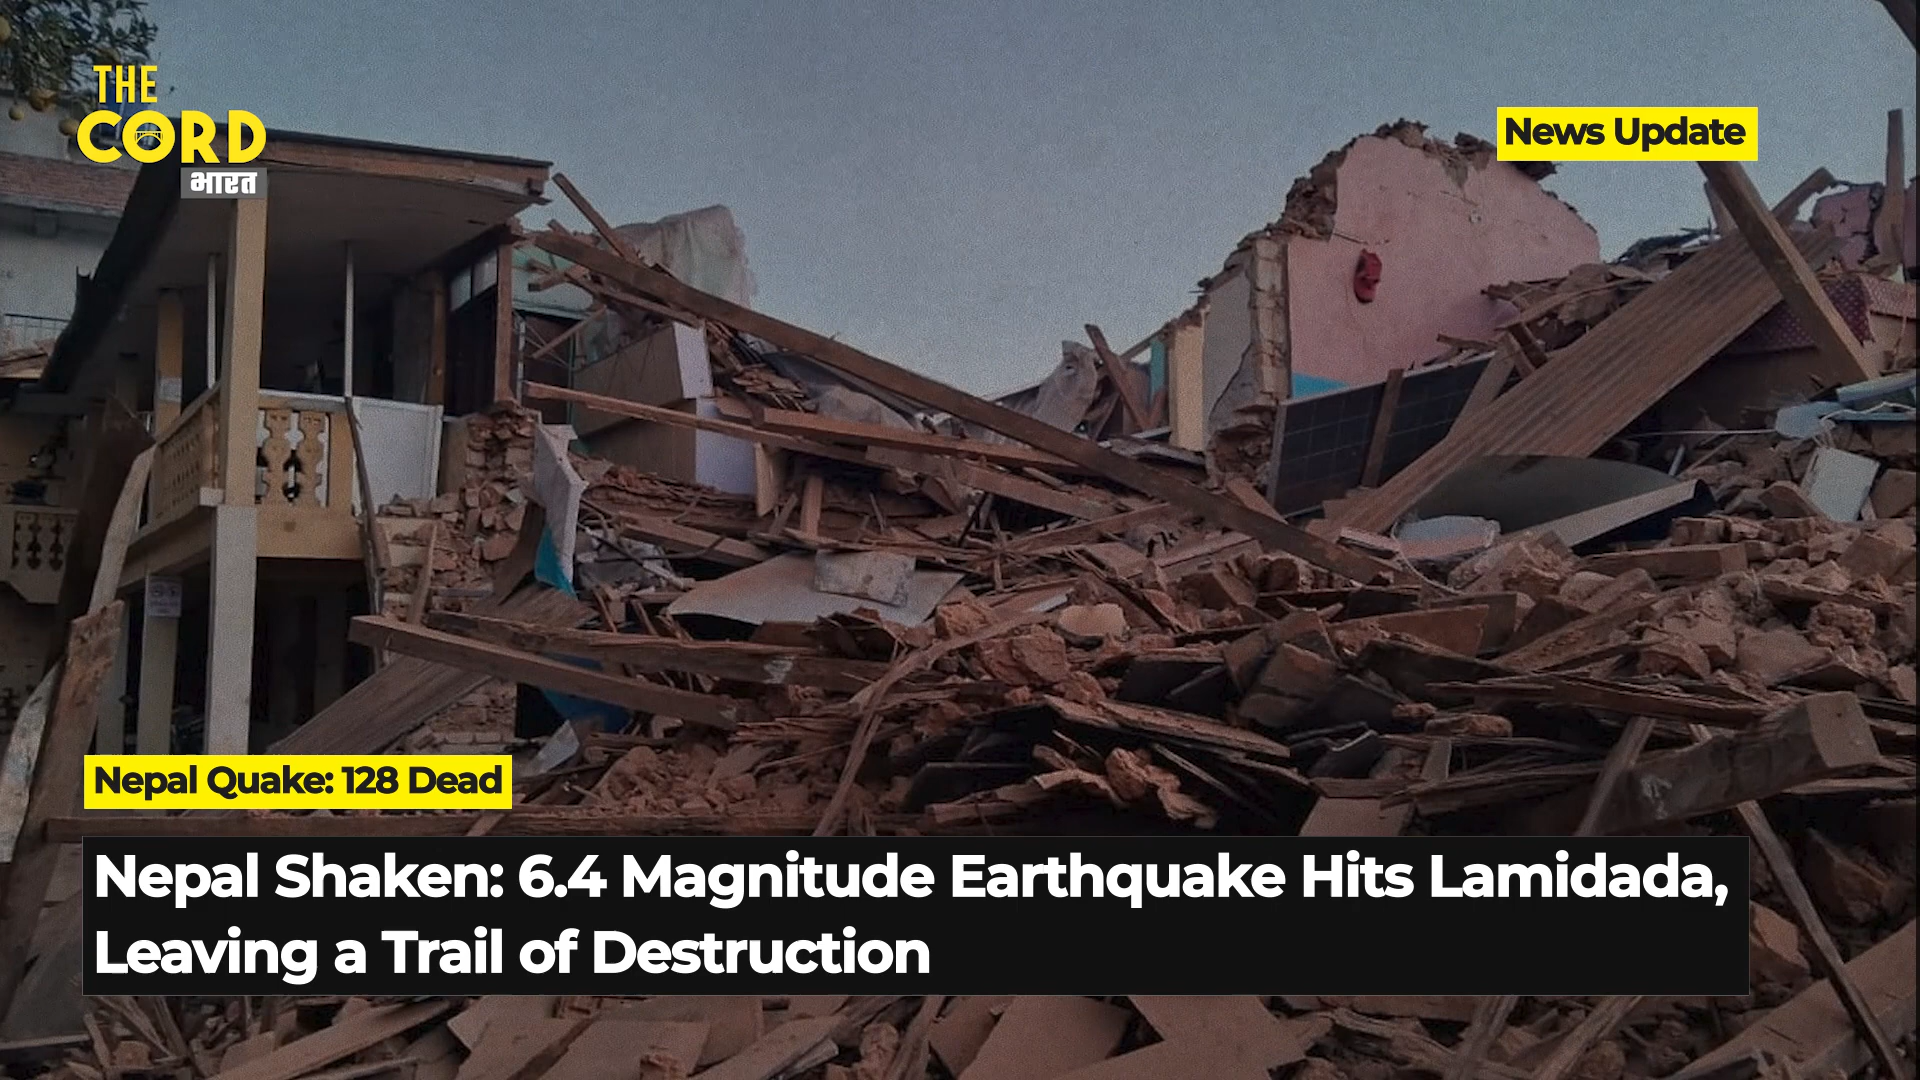 THE
CORD
भारत
News Update
Nepal Quake: 128 Dead
Nepal Shaken: 6.4 Magnitude Earthquake Hits Lamidada,
Leaving a Trail of Destruction